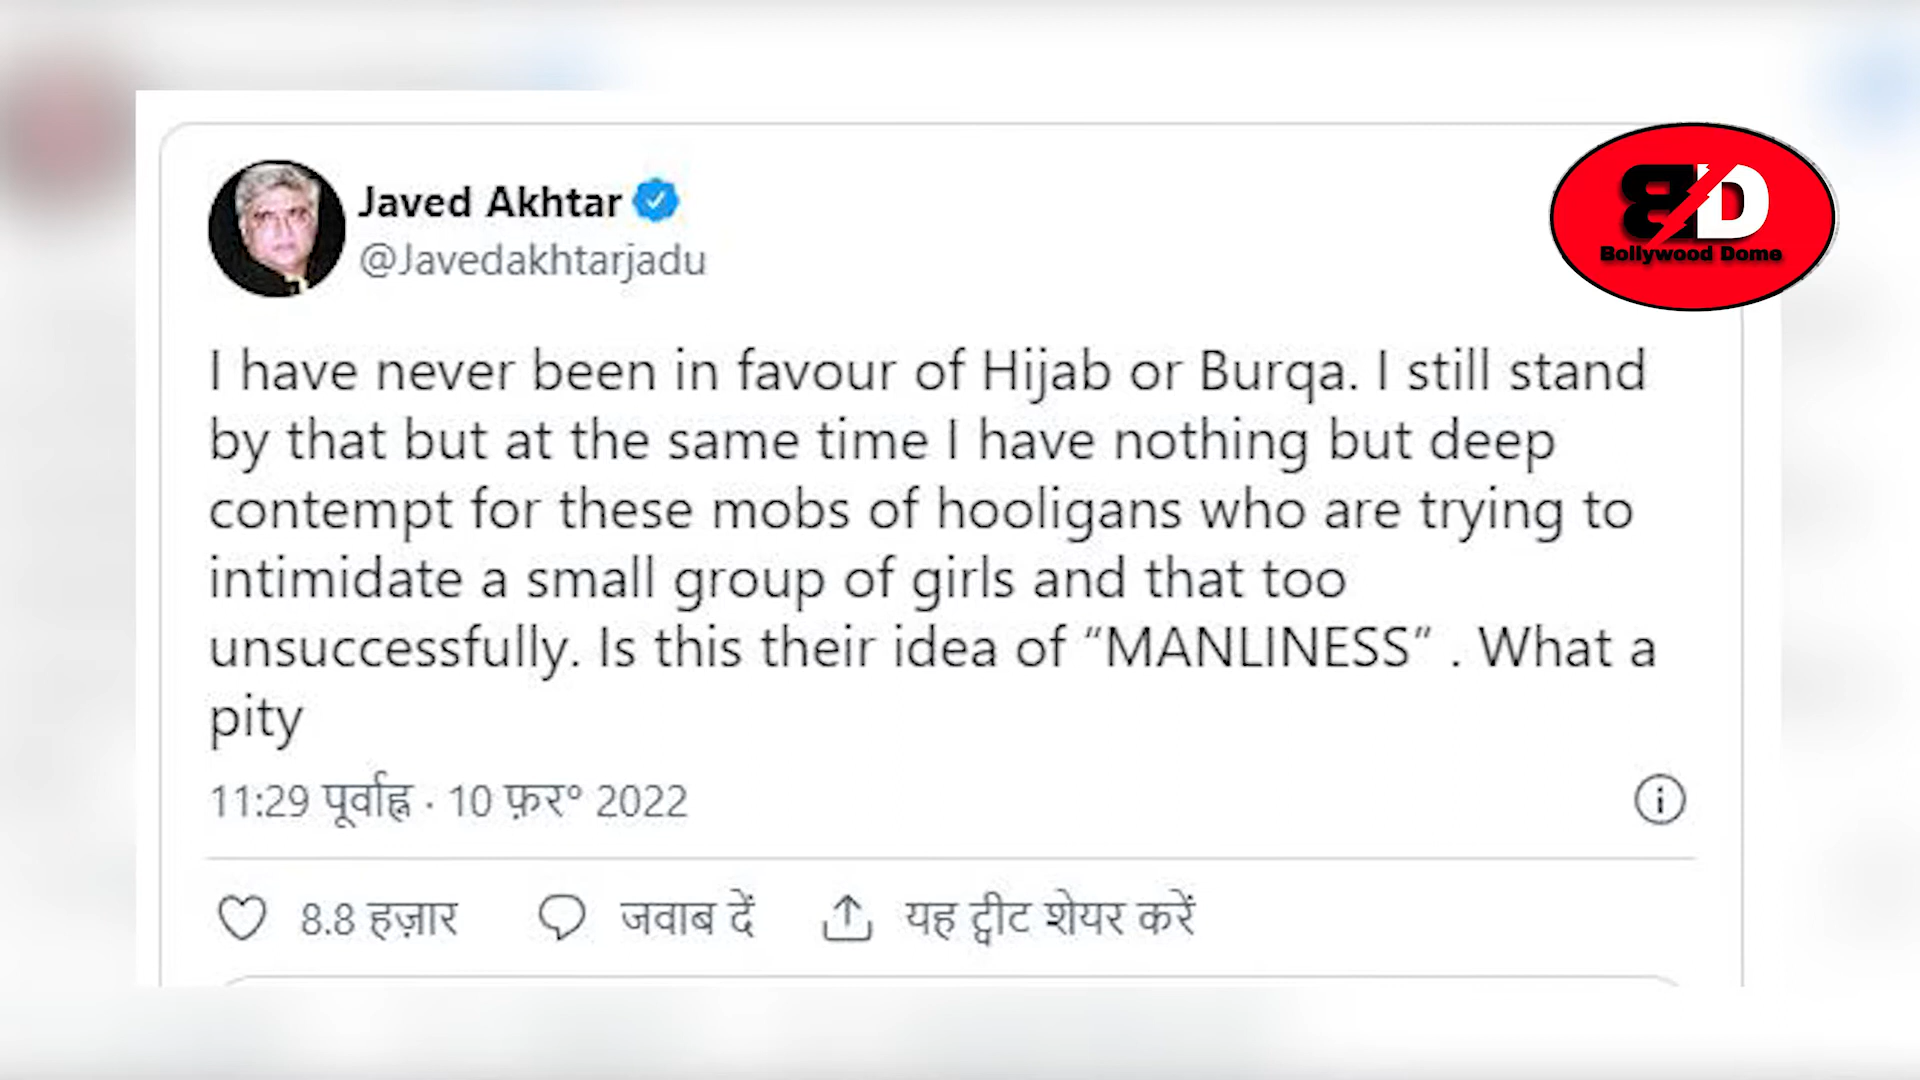 Javed Akhtar
@Javedakhtarjadu
BD
Bollywood Dome
I have never been in favour of Hijab or Burqa. I still stand
by that but at the same time I have nothing but deep
contempt for these mobs of hooligans who are trying to
intimidate a small group of girls and that too
unsuccessfully. Is this their idea of “MANLINESS” . What a
pity
11:29 पूर्वाह्न · 10 फ़र॰ 2022
8.8 हज़ार जवाब दें यह ट्वीट शेयर करें